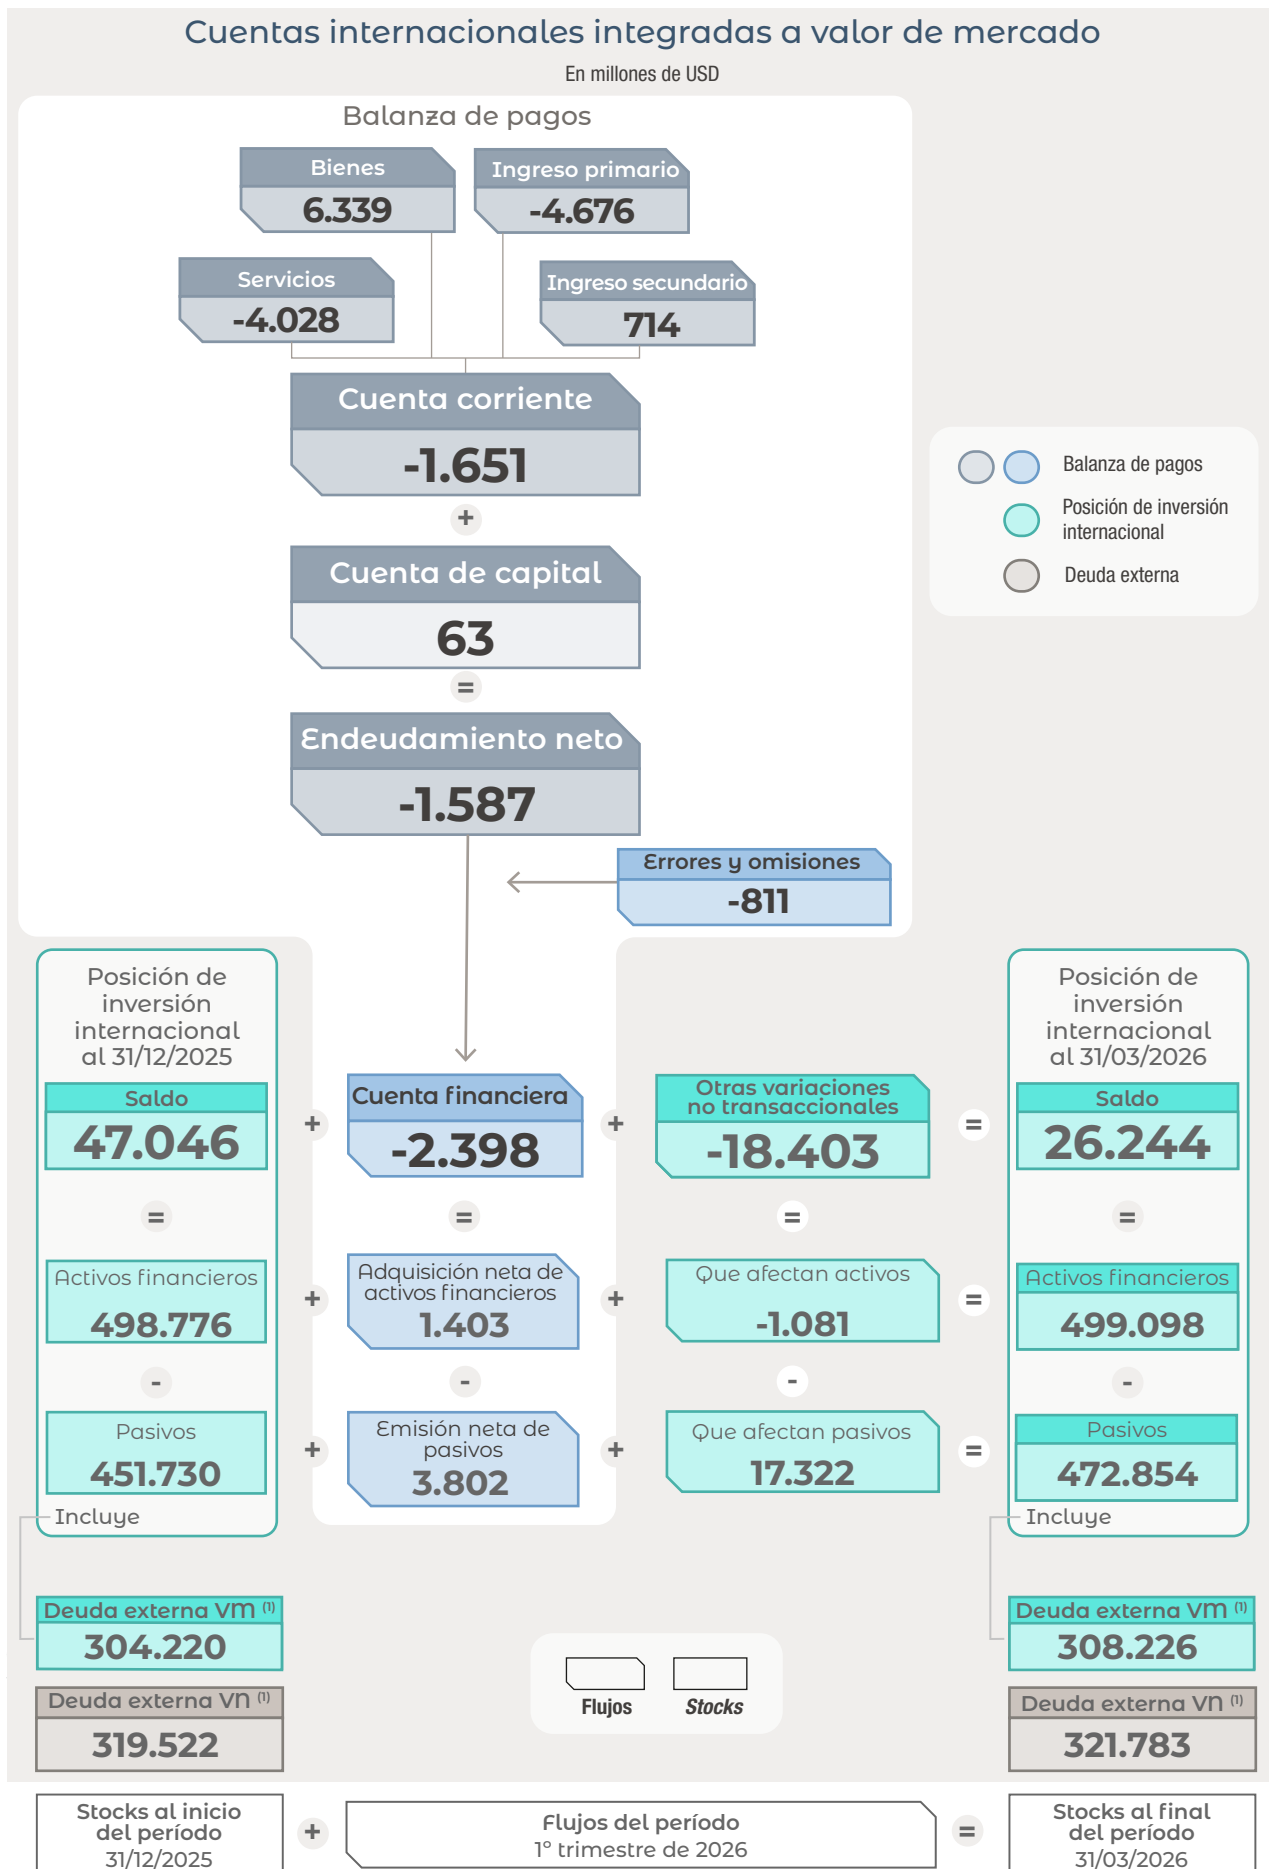 Cuentas internacionales integradas a valor de mercado
En millones de USD
Balanza de pagos
Bienes
6.339
Ingreso primario
-4.676
Servicios
-4.028
Ingreso secundario
714
Cuenta corriente
-1.651
+
Cuenta de capital
63
=
Endeudamiento neto
-1.587
Errores y omisiones
-811
Balanza de pagos
Posición de inversión
internacional
Deuda externa
Posición de
inversión
internacional
al 31/12/2025
Saldo
47.046
=
Activos financieros
498.776
-
Pasivos
451.730
Incluye
+
Cuenta financiera
-2.398
=
+
Adquisición neta de
activos financieros
1.403
-
+
Emisión neta de
pasivos
3.802
+
Otras variaciones
no transaccionales
-18.403
=
+
Que afectan activos
-1.081
-
+
Que afectan pasivos
17.322
=
=
=
Posición de
inversión
internacional
al 31/03/2026
Saldo
26.244
=
Activos financieros
499.098
-
Pasivos
472.854
Incluye
Deuda externa VM (1)
304.220
Deuda externa VN (1)
319.522
Flujos
Stocks
Deuda externa VM (1)
308.226
Deuda externa VN (1)
321.783
Stocks al inicio
del período
31/12/2025
+
Flujos del período
1º trimestre de 2026
=
Stocks al final
del período
31/03/2026